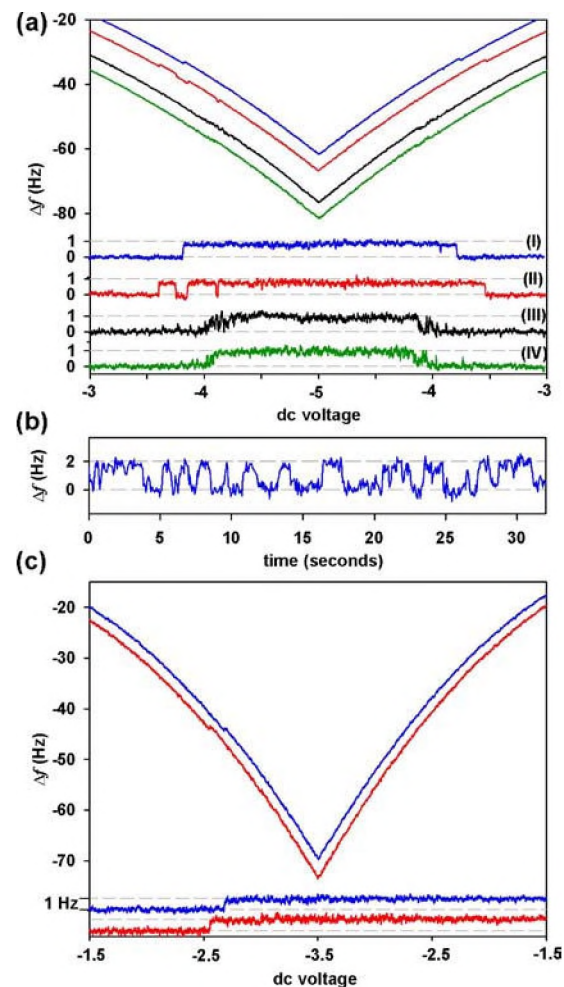 (a)
-20
-40
-60
-80
Δf (Hz)
1
0
(I)
1
0
(II)
1
0
(III)
1
0
(IV)
-3 -4 -5 -4 -3
dc voltage
(b)
Δf (Hz)
2
0
0 5 10 15 20 25 30
time (seconds)
(c)
-20
-30
-40
-50
-60
-70
Δf (Hz)
1 Hz
-1.5 -2.5 -3.5 -2.5 -1.5
dc voltage